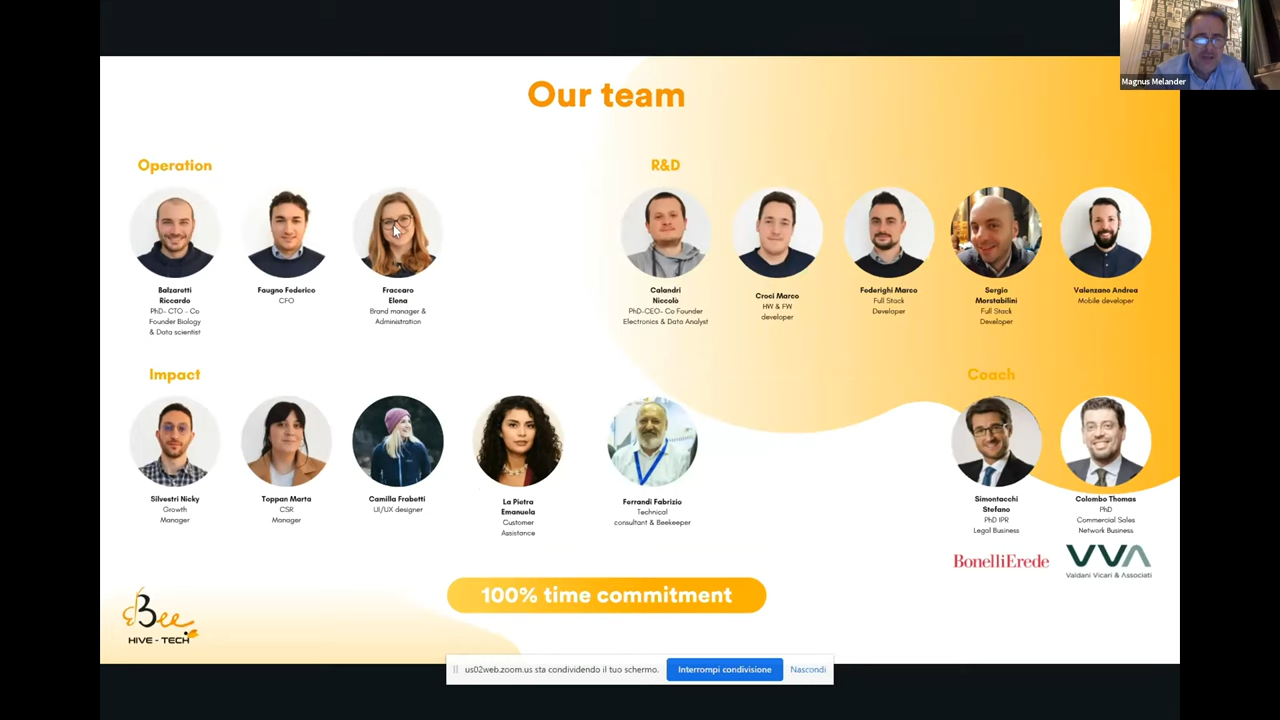 Magnus Melander
Our team
Operation
Balzarotti
Riccardo
PhD- CTO - Co
Founder Biology
& Data scientist
Faugno Federico
CFO
Fraccaro
Elena
Brand manager &
Administration
R&D
Calandri
Niccolò
PhD-CEO- Co Founder
Electronics & Data Analyst
Croci Marco
HW & FW
developer
Federighi Marco
Full Stack
Developer
Sergio
Morstabilini
Full Stack
Developer
Valenzano Andrea
Mobile developer
Impact
Silvestri Nicky
Growth
Manager
Toppan Marta
CSR
Manager
Camilla Frabetti
UI/UX designer
La Pietra
Emanuela
Customer
Assistance
Ferrandi Fabrizio
Technical
consultant & Beekeeper
Coach
Simontacchi
Stefano
PhD IPR
Legal Business
BonelliErede
Colombo Thomas
PhD
Commercial Sales
Network Business
VVA
Valdani Vicari & Associati
100% time commitment
3Bee
HIVE - TECH
us02web.zoom.us sta condividendo il tuo schermo.
Interrompi condivisione
Nascondi